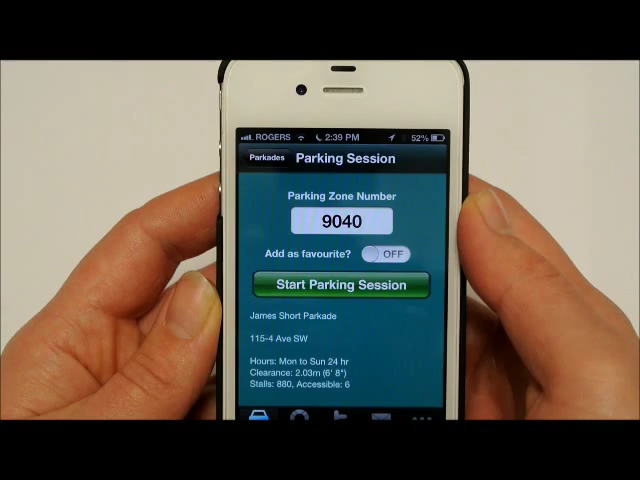 ROGERS 2:39 PM 52%
Parkades Parking Session
Parking Zone Number
9040
Add as favourite? OFF
Start Parking Session
James Short Parkade
115-4 Ave SW
Hours: Mon to Sun 24 hr
Clearance: 2.03m (6' 8")
Stalls: 880, Accessible: 6